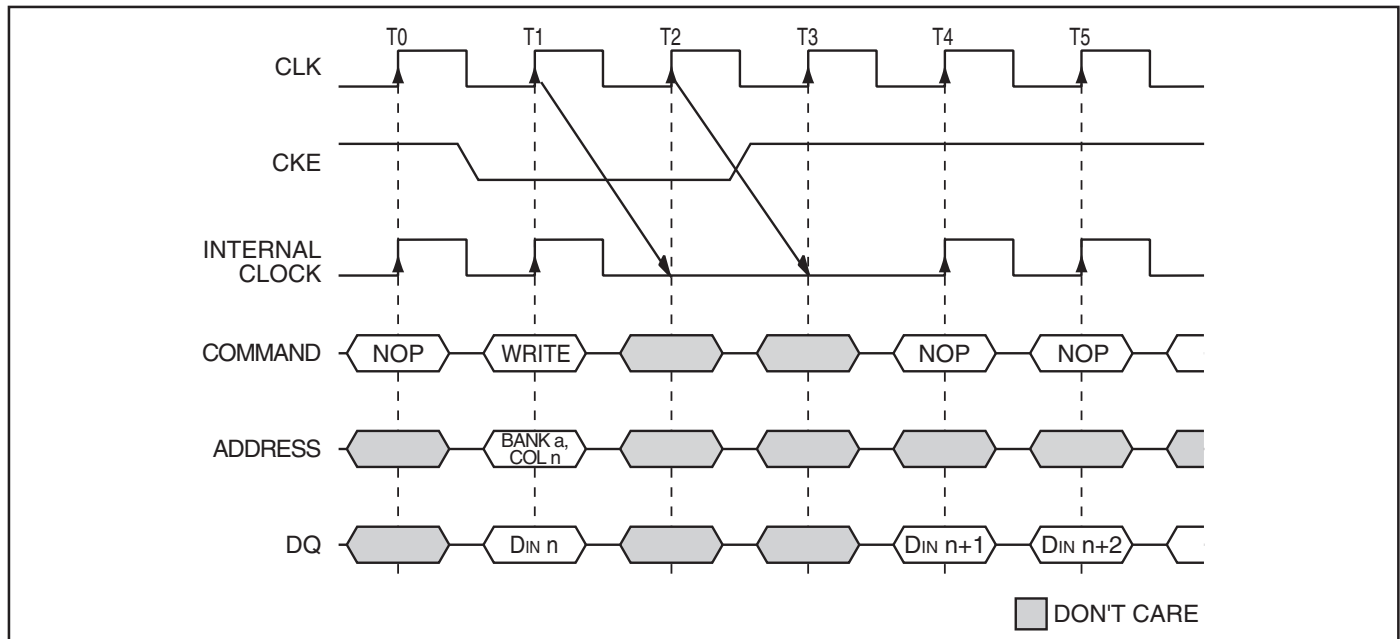 T0 T1 T2 T3 T4 T5
CLK
CKE
INTERNAL
CLOCK
COMMAND NOP WRITE NOP NOP
ADDRESS BANK a,
COL n
DQ DIN n DIN n+1 DIN n+2
DON'T CARE